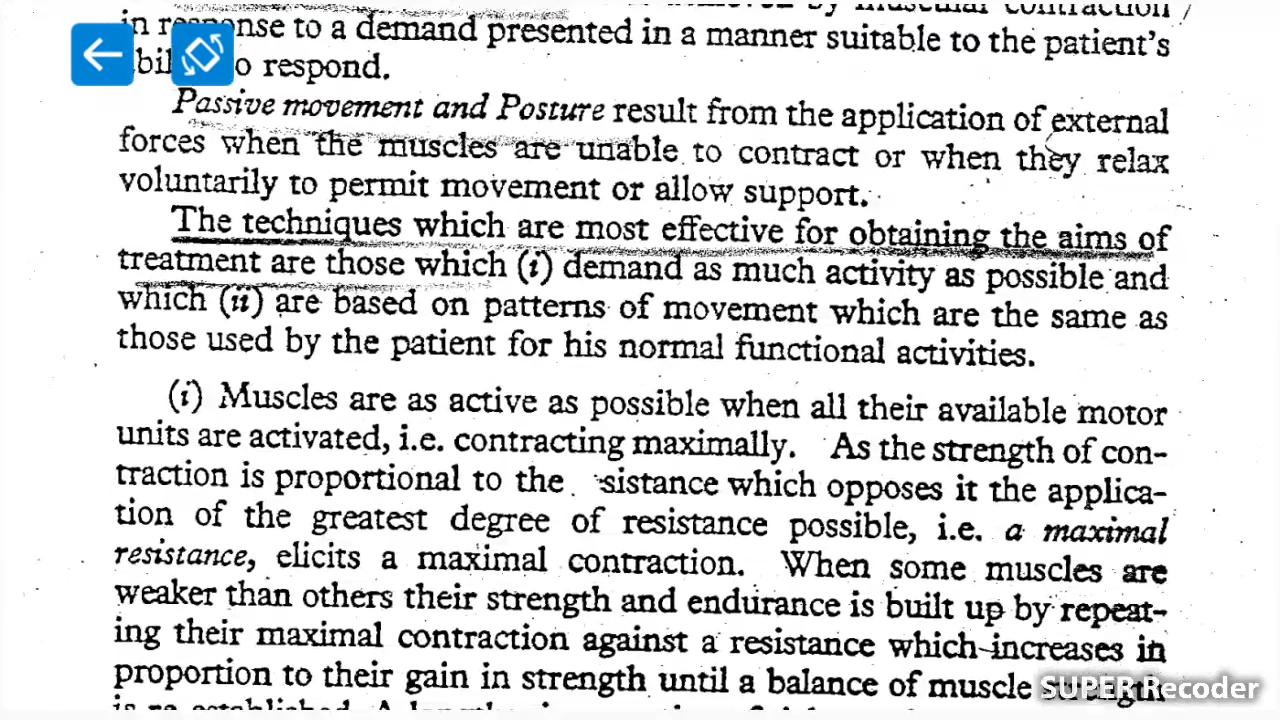 by muscular contraction
in response to a demand presented in a manner suitable to the patient's
o respond.
Passive movement and Posture result from the application of external
forces when the muscles are unable to contract or when they relax
voluntarily to permit movement or allow support.
The techniques which are most effective for obtaining the aims of
treatment are those which (i) demand as much activity as possible and
which (ii) are based on patterns of movement which are the same as
those used by the patient for his normal functional activities.
(i) Muscles are as active as possible when all their available motor
units are activated, i.e. contracting maximally. As the strength of con-
traction is proportional to the sistance which opposes it the applica-
tion of the greatest degree of resistance possible, i.e. a maximal
resistance, elicits a maximal contraction. When some muscles are
weaker than others their strength and endurance is built up by repeat-
ing their maximal contraction against a resistance which increases in
proportion to their gain in strength until a balance of muscle strength
SUPER Recoder